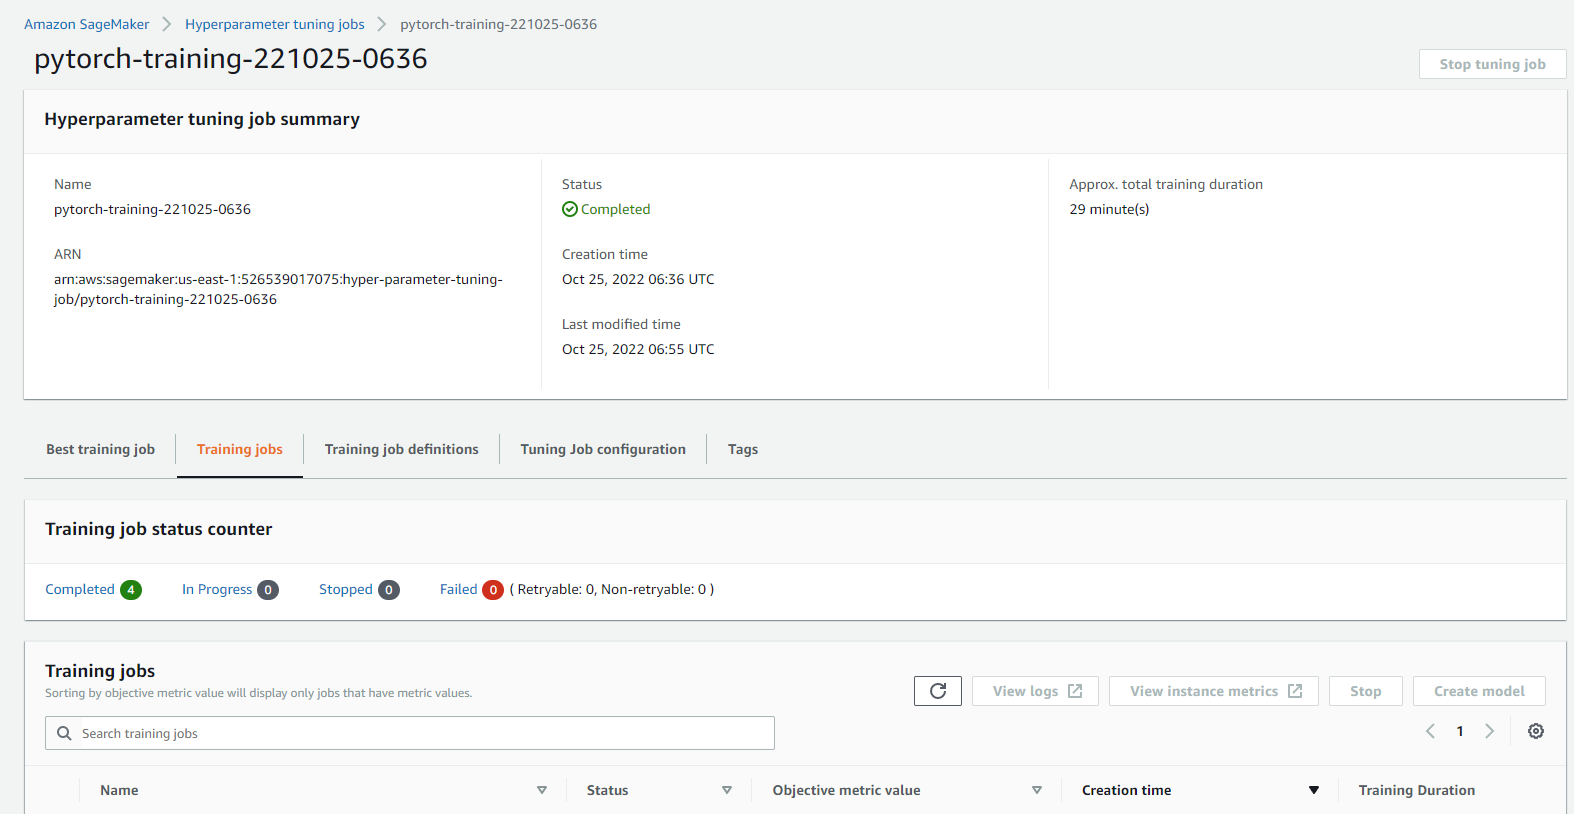 Amazon SageMaker > Hyperparameter tuning jobs > pytorch-training-221025-0636
pytorch-training-221025-0636
Stop tuning job
Hyperparameter tuning job summary
Name
pytorch-training-221025-0636
ARN
arn:aws:sagemaker:us-east-1:526539017075:hyper-parameter-tuning-
job/pytorch-training-221025-0636
Status
Completed
Creation time
Oct 25, 2022 06:36 UTC
Last modified time
Oct 25, 2022 06:55 UTC
Approx. total training duration
29 minute(s)
Best training job Training jobs Training job definitions Tuning Job configuration Tags
Training job status counter
Completed 4 In Progress 0 Stopped 0 Failed 0 ( Retryable: 0, Non-retryable: 0 )
Training jobs
Sorting by objective metric value will display only jobs that have metric values.
View logs View instance metrics Stop Create model
Search training jobs
1
Name Status Objective metric value Creation time Training Duration